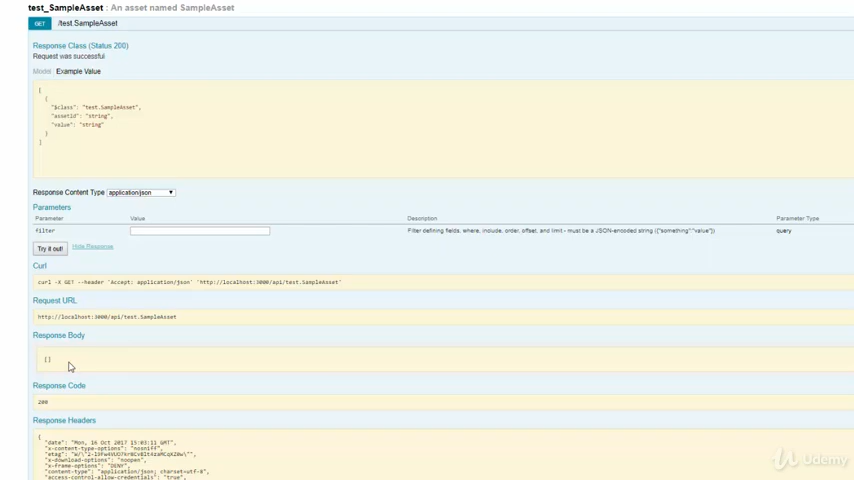 test_SampleAsset : An asset named SampleAsset
GET /test.SampleAsset
Response Class (Status 200)
Request was successful
Model Example Value
[
{
"$class": "test.SampleAsset",
"assetId": "string",
"value": "string"
}
]
Response Content Type application/json
Parameters
Parameter Value Description Parameter Type
filter Filter defining fields, where, include, order, offset, and limit - must be a JSON-encoded string ({"something":"value"}) query
Try it out! Hide Response
Curl
curl -X GET --header 'Accept: application/json' 'http://localhost:3000/api/test.SampleAsset'
Request URL
http://localhost:3000/api/test.SampleAsset
Response Body
[]
Response Code
200
Response Headers
{
"date": "Mon, 16 Oct 2017 15:03:11 GMT",
"x-content-type-options": "nosniff",
"etag":
"x-download-options": "noopen",
"x-frame-options": "DENY",
"content-type": "application/json; charset=utf-8",
"access-control-allow-credentials": "true",
Udemy